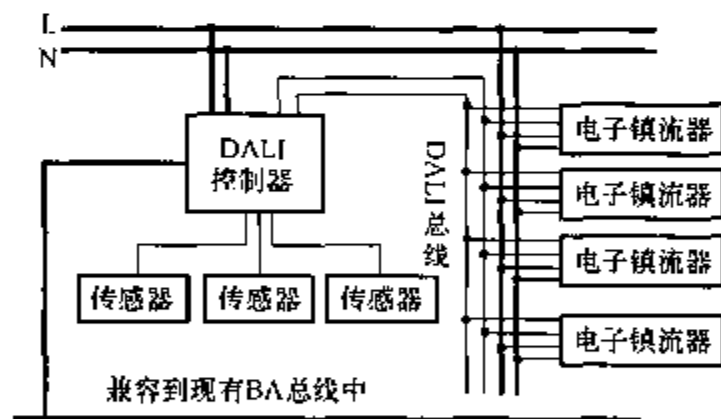 L
N
DALI
控制器
DALI总线
电子镇流器
电子镇流器
电子镇流器
电子镇流器
传感器
传感器
传感器
兼容到现有BA总线中